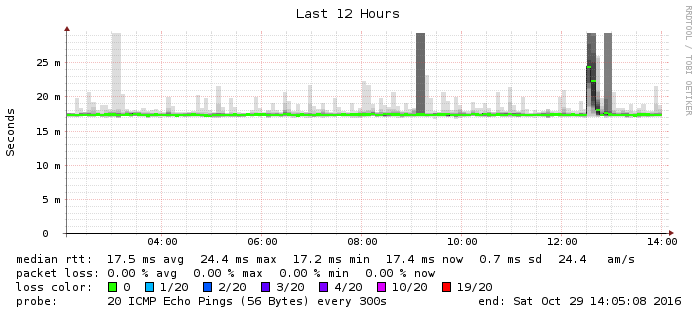 Last 12 Hours
RRDTOOL / TOBI OETIKER
Seconds
25 m
20 m
15 m
10 m
5 m
0
04:00 06:00 08:00 10:00 12:00 14:00
median rtt: 17.5 ms avg 24.4 ms max 17.2 ms min 17.4 ms now 0.7 ms sd 24.4 am/s
packet loss: 0.00 % avg 0.00 % max 0.00 % min 0.00 % now
loss color: 0 1/20 2/20 3/20 4/20 10/20 19/20
probe: 20 ICMP Echo Pings (56 Bytes) every 300s end: Sat Oct 29 14:05:08 2016